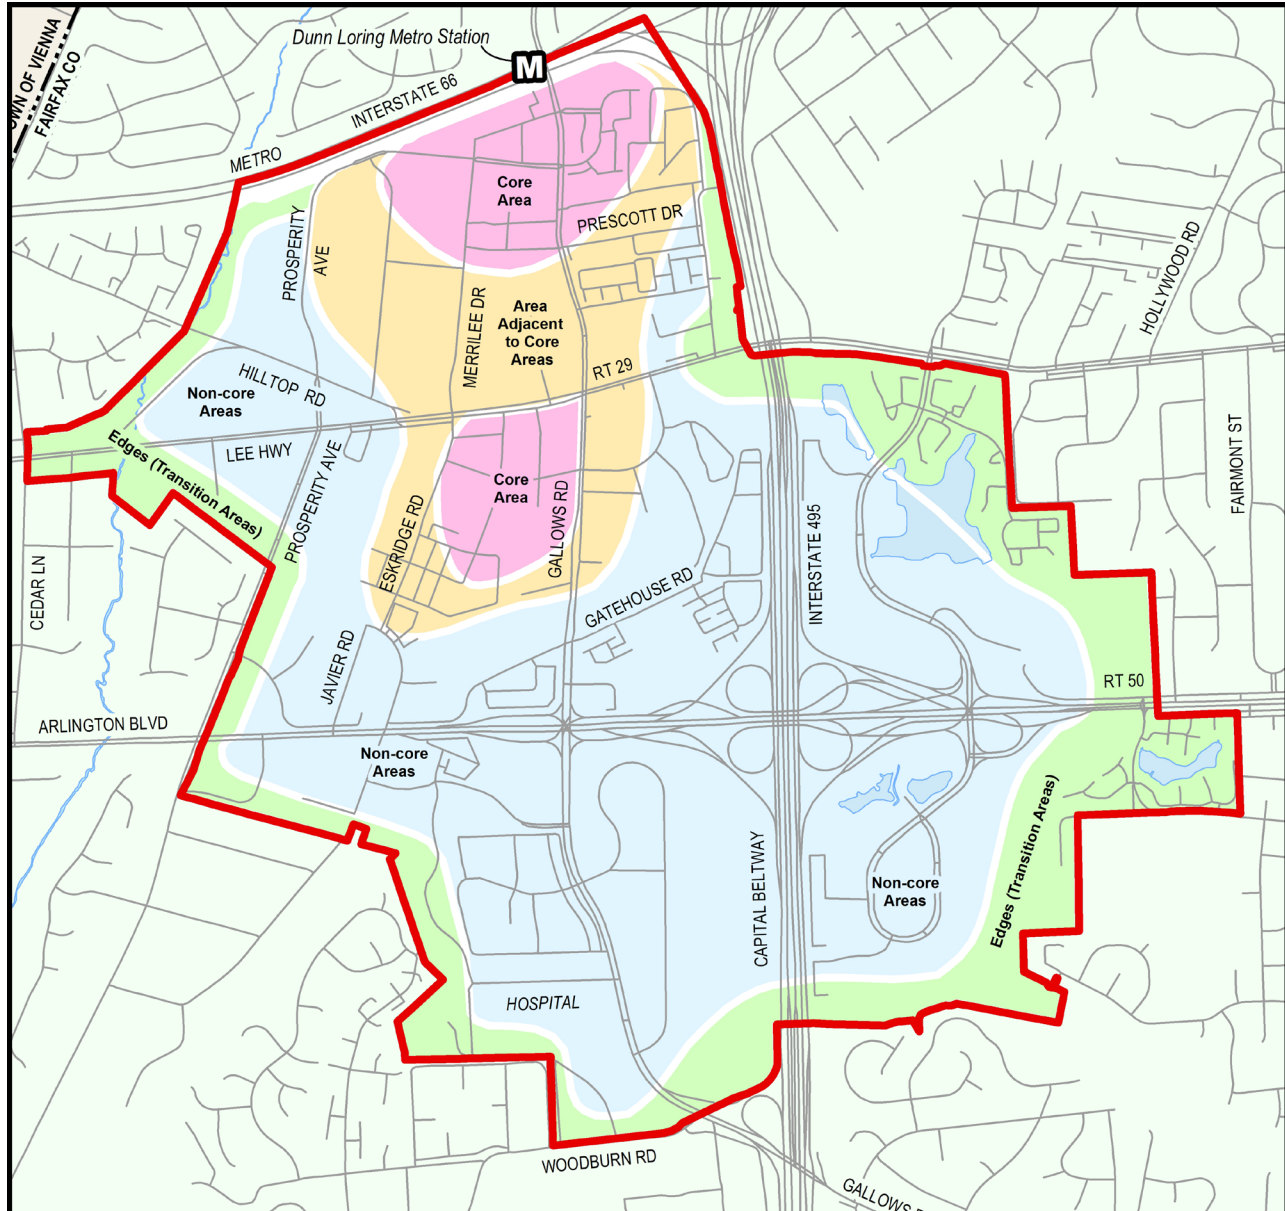 Dunn Loring Metro Station
M
OWN OF VIENNA
FAIRFAX CO
INTERSTATE 66
METRO
Core
Area
PRESCOTT DR
PROSPERITY
AVE
HOLLYWOOD RD
MERRILEE DR
Area
Adjacent
to Core
Areas
RT 29
HILLTOP RD
Non-core
Areas
LEE HWY
Edges (Transition Areas)
PROSPERITY AVE
Core
Area
GALLOWS RD
ESKRIDGE RD
FAIRMONT ST
INTERSTATE 495
CEDAR LN
GATEHOUSE RD
JAVIER RD
RT 50
ARLINGTON BLVD
Non-core
Areas
Edges (Transition Areas)
CAPITAL BELTWAY
Non-core
Areas
HOSPITAL
WOODBURN RD
GALLOWS